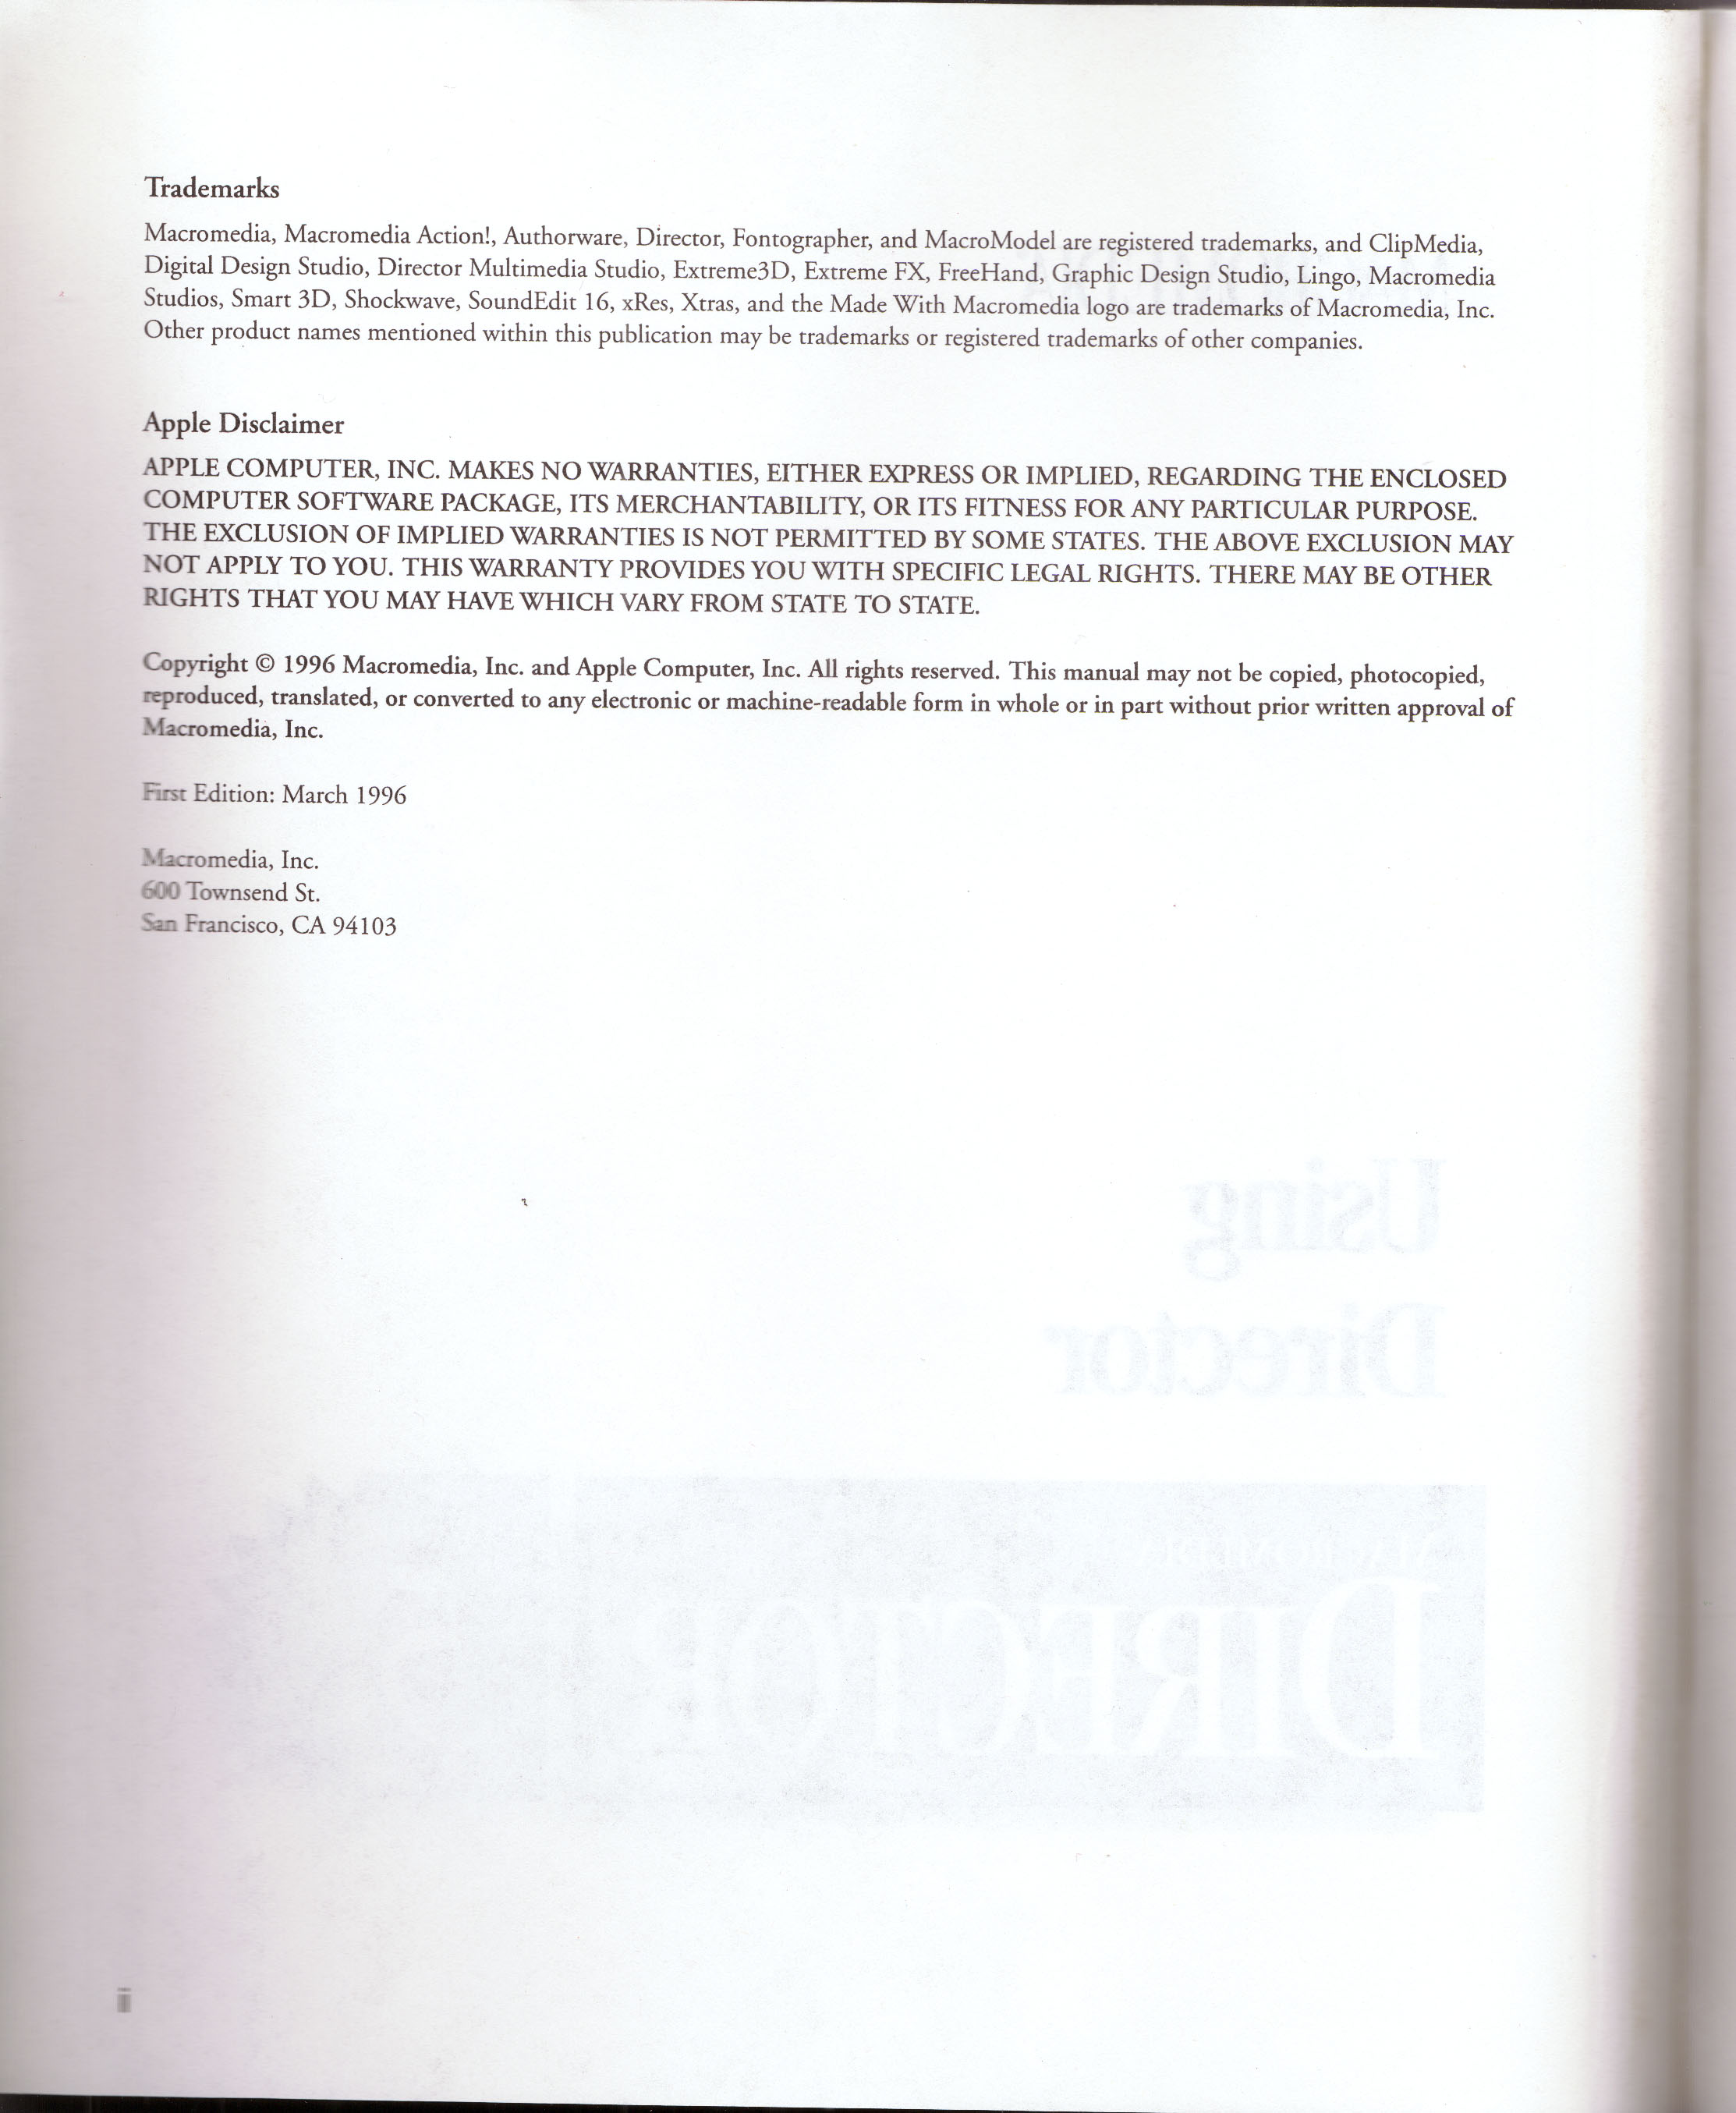 Trademarks
Macromedia, Macromedia Action!, Authorware, Director, Fontographer, and MacroModel are registered trademarks, and ClipMedia,
Digital Design Studio, Director Multimedia Studio, Extreme3D, Extreme FX, FreeHand, Graphic Design Studio, Lingo, Macromedia
Studios, Smart 3D, Shockwave, SoundEdit 16, xRes, Xtras, and the Made With Macromedia logo are trademarks of Macromedia, Inc.
Other product names mentioned within this publication may be trademarks or registered trademarks of other companies.
Apple Disclaimer
APPLE COMPUTER, INC. MAKES NO WARRANTIES, EITHER EXPRESS OR IMPLIED, REGARDING THE ENCLOSED
COMPUTER SOFTWARE PACKAGE, ITS MERCHANTABILITY, OR ITS FITNESS FOR ANY PARTICULAR PURPOSE.
THE EXCLUSION OF IMPLIED WARRANTIES IS NOT PERMITTED BY SOME STATES. THE ABOVE EXCLUSION MAY
NOT APPLY TO YOU. THIS WARRANTY PROVIDES YOU WITH SPECIFIC LEGAL RIGHTS. THERE MAY BE OTHER
RIGHTS THAT YOU MAY HAVE WHICH VARY FROM STATE TO STATE.
Copyright © 1996 Macromedia, Inc. and Apple Computer, Inc. All rights reserved. This manual may not be copied, photocopied,
reproduced, translated, or converted to any electronic or machine-readable form in whole or in part without prior written approval of
Macromedia, Inc.
First Edition: March 1996
Macromedia, Inc.
600 Townsend St.
San Francisco, CA 94103
Using
Director
MACROMEDIA
DIRECTOR
ii